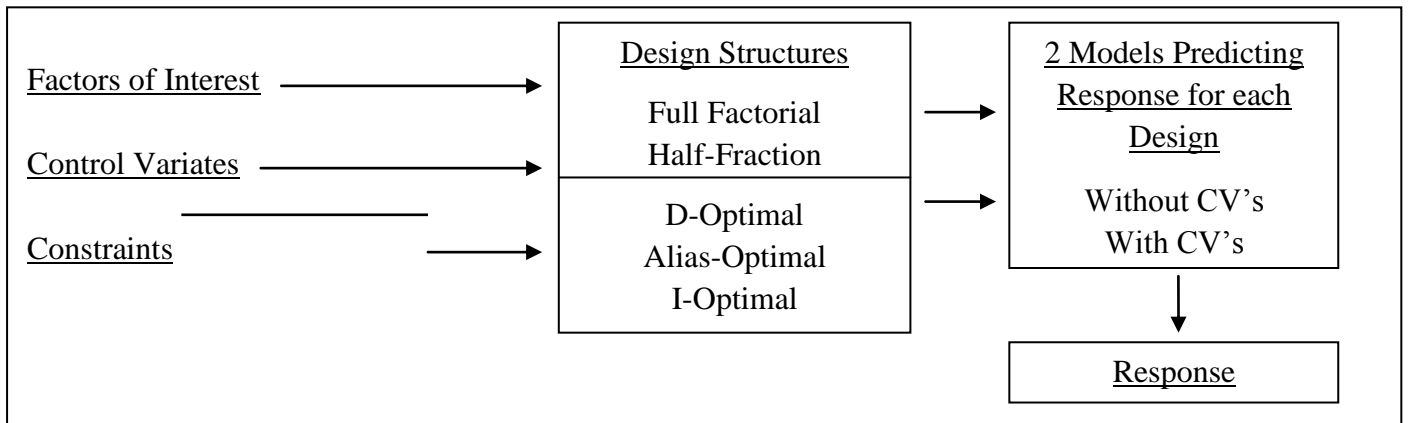 Factors of Interest
Control Variates
Constraints
Design Structures
Full Factorial
Half-Fraction
D-Optimal
Alias-Optimal
I-Optimal
2 Models Predicting
Response for each
Design
Without CV's
With CV's
Response